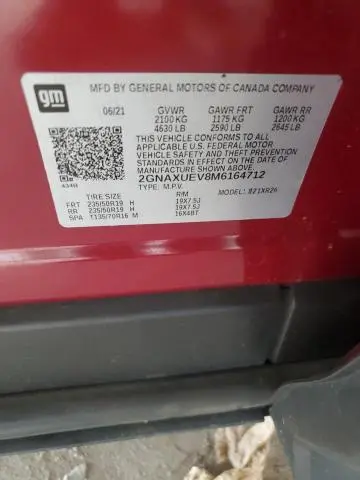 gm
MFD BY GENERAL MOTORS OF CANADA COMPANY
06/21 GVWR GAWR FRT GAWR RR
2100 KG 1175 KG 1200 KG
4630 LB 2590 LB 2645 LB
THIS VEHICLE CONFORMS TO ALL
APPLICABLE U.S. FEDERAL MOTOR
VEHICLE SAFETY AND THEFT PREVENTION
STANDARDS IN EFFECT ON THE DATE OF
MANUFACTURE SHOWN ABOVE.
2GNAXUEV8M6164712
434B TYPE: M.P.V. MODEL: 821XR26
TIRE SIZE RIM
FRT 235/50R19 H 19X7.5J
RR 235/50R19 H 19X7.5J
SPA T135/70R16 M 16X4BT